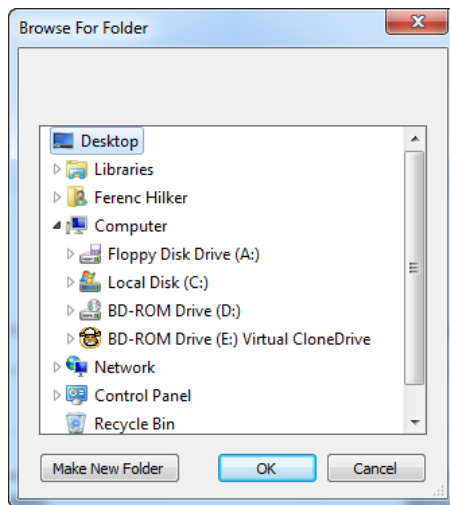 Browse For Folder
Desktop
Libraries
Ferenc Hilker
Computer
Floppy Disk Drive (A:)
Local Disk (C:)
BD-ROM Drive (D:)
BD-ROM Drive (E:) Virtual CloneDrive
Network
Control Panel
Recycle Bin
Make New Folder OK Cancel